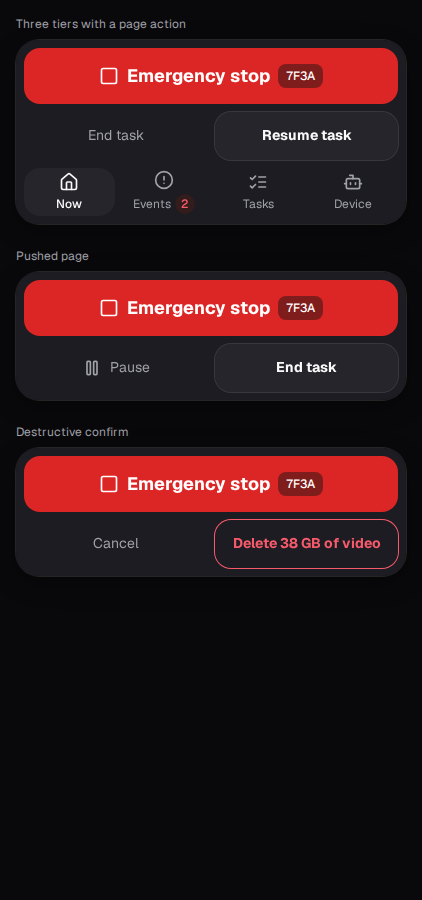 Three tiers with a page action
Emergency stop 7F3A
End task Resume task
Now Events 2 Tasks Device
Pushed page
Emergency stop 7F3A
Pause End task
Destructive confirm
Emergency stop 7F3A
Cancel Delete 38 GB of video